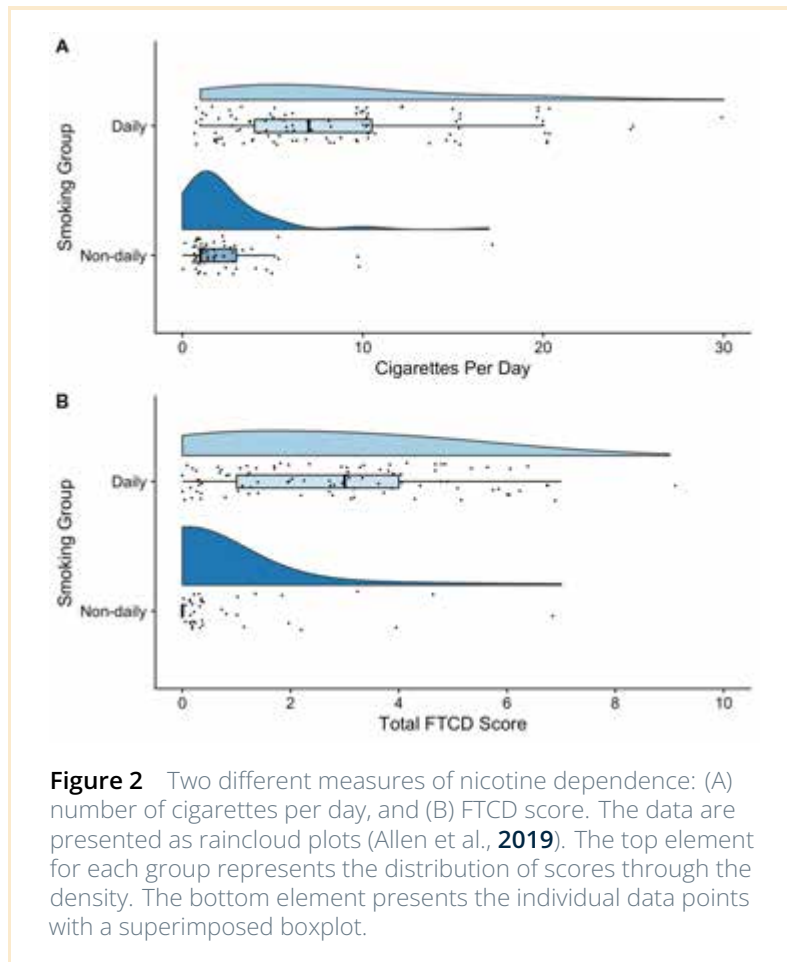 A
Smoking Group
Daily
Non-daily
0 10 20 30
Cigarettes Per Day
B
Smoking Group
Daily
Non-daily
0 2 4 6 8 10
Total FTCD Score
Figure 2 Two different measures of nicotine dependence: (A)
number of cigarettes per day, and (B) FTCD score. The data are
presented as raincloud plots (Allen et al., 2019). The top element
for each group represents the distribution of scores through the
density. The bottom element presents the individual data points
with a superimposed boxplot.